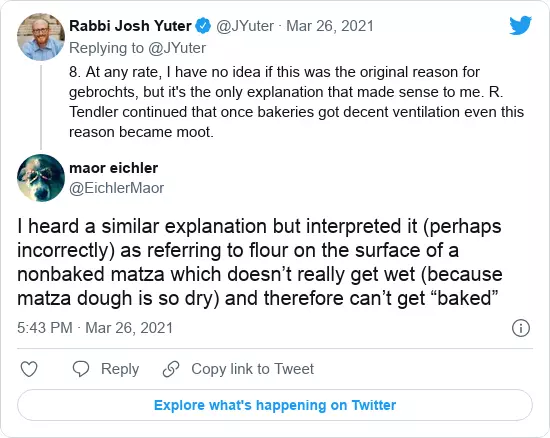 Rabbi Josh Yuter @JYuter · Mar 26, 2021
Replying to @JYuter
8. At any rate, I have no idea if this was the original reason for
gebrochts, but it's the only explanation that made sense to me. R.
Tendler continued that once bakeries got decent ventilation even this
reason became moot.
maor eichler
@EichlerMaor
I heard a similar explanation but interpreted it (perhaps
incorrectly) as referring to flour on the surface of a
nonbaked matza which doesn’t really get wet (because
matza dough is so dry) and therefore can’t get “baked”
5:43 PM · Mar 26, 2021
Reply
Copy link to Tweet
Explore what's happening on Twitter